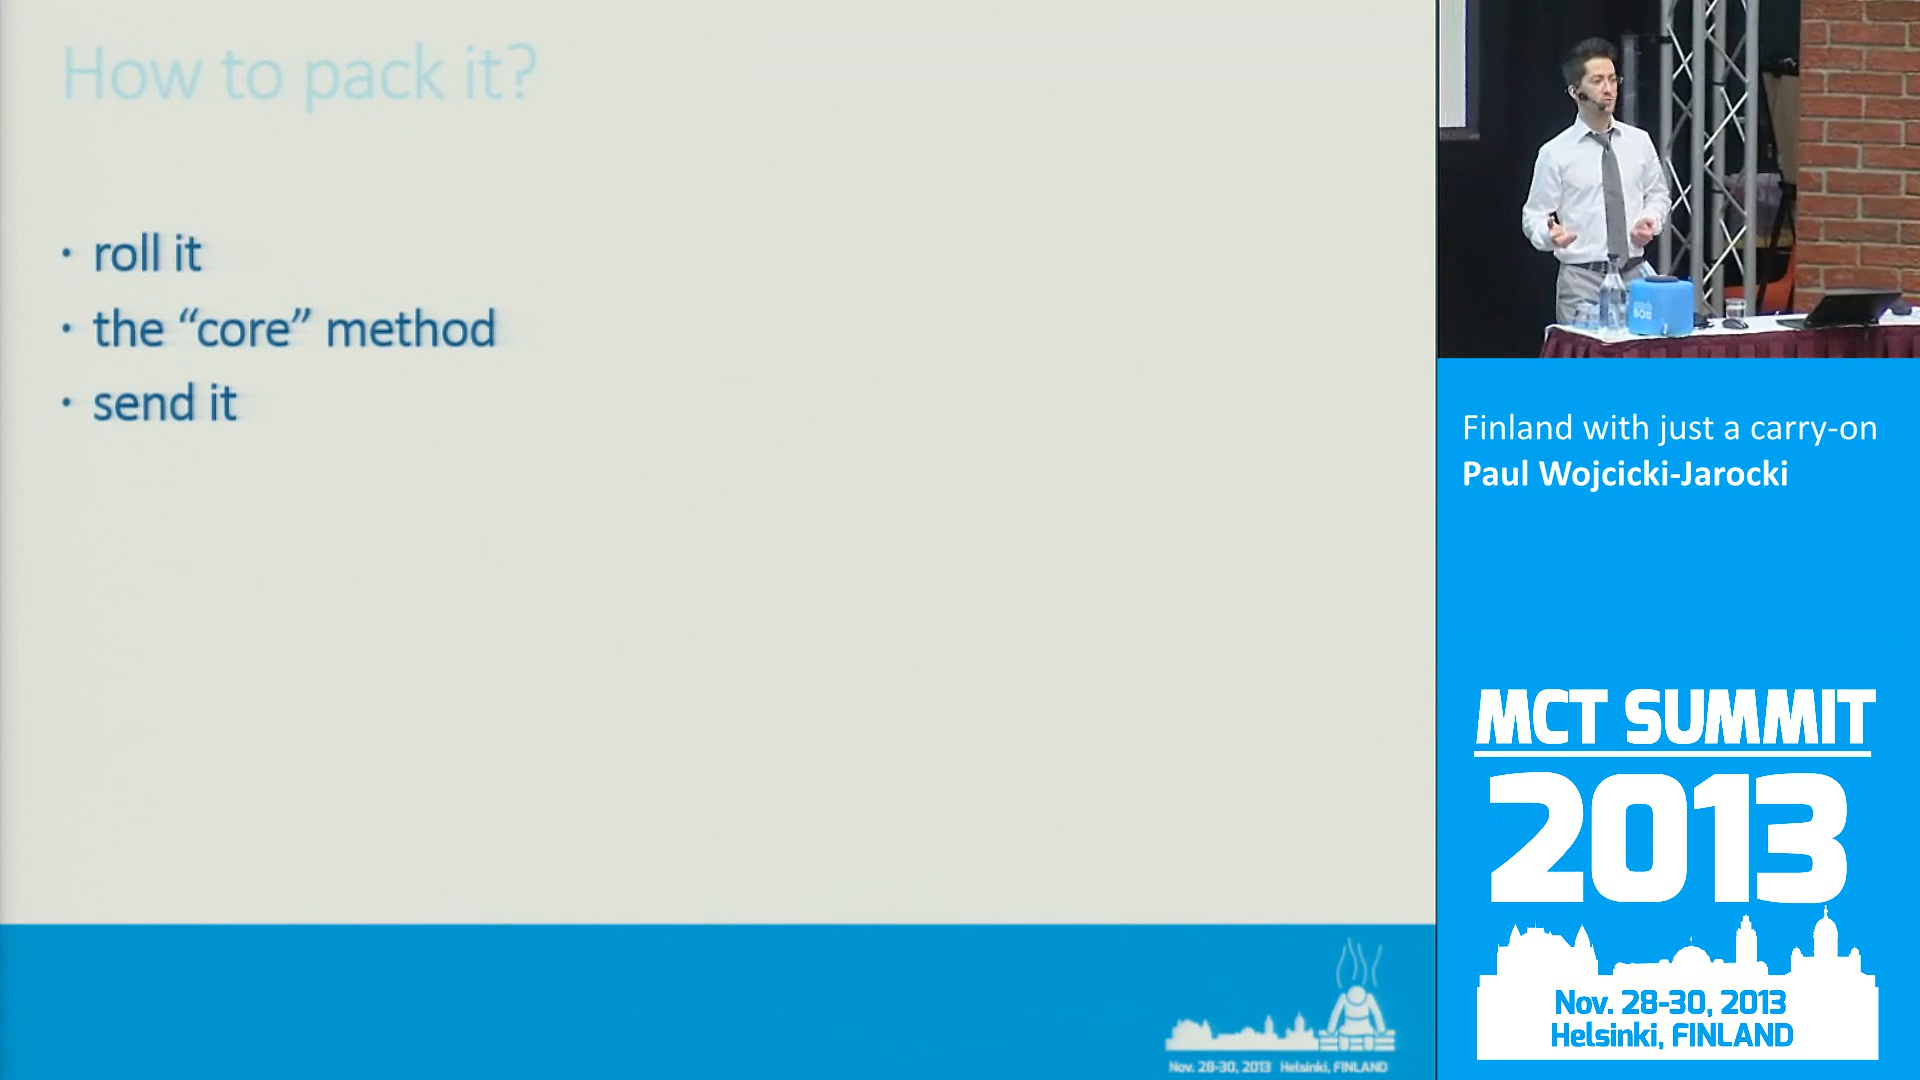 How to pack it?
• roll it
• the “core” method
• send it
Nov. 28-30, 2013 Helsinki, FINLAND
Finland with just a carry-on
Paul Wojcicki-Jarocki
MCT SUMMIT
2013
Nov. 28-30, 2013
Helsinki, FINLAND